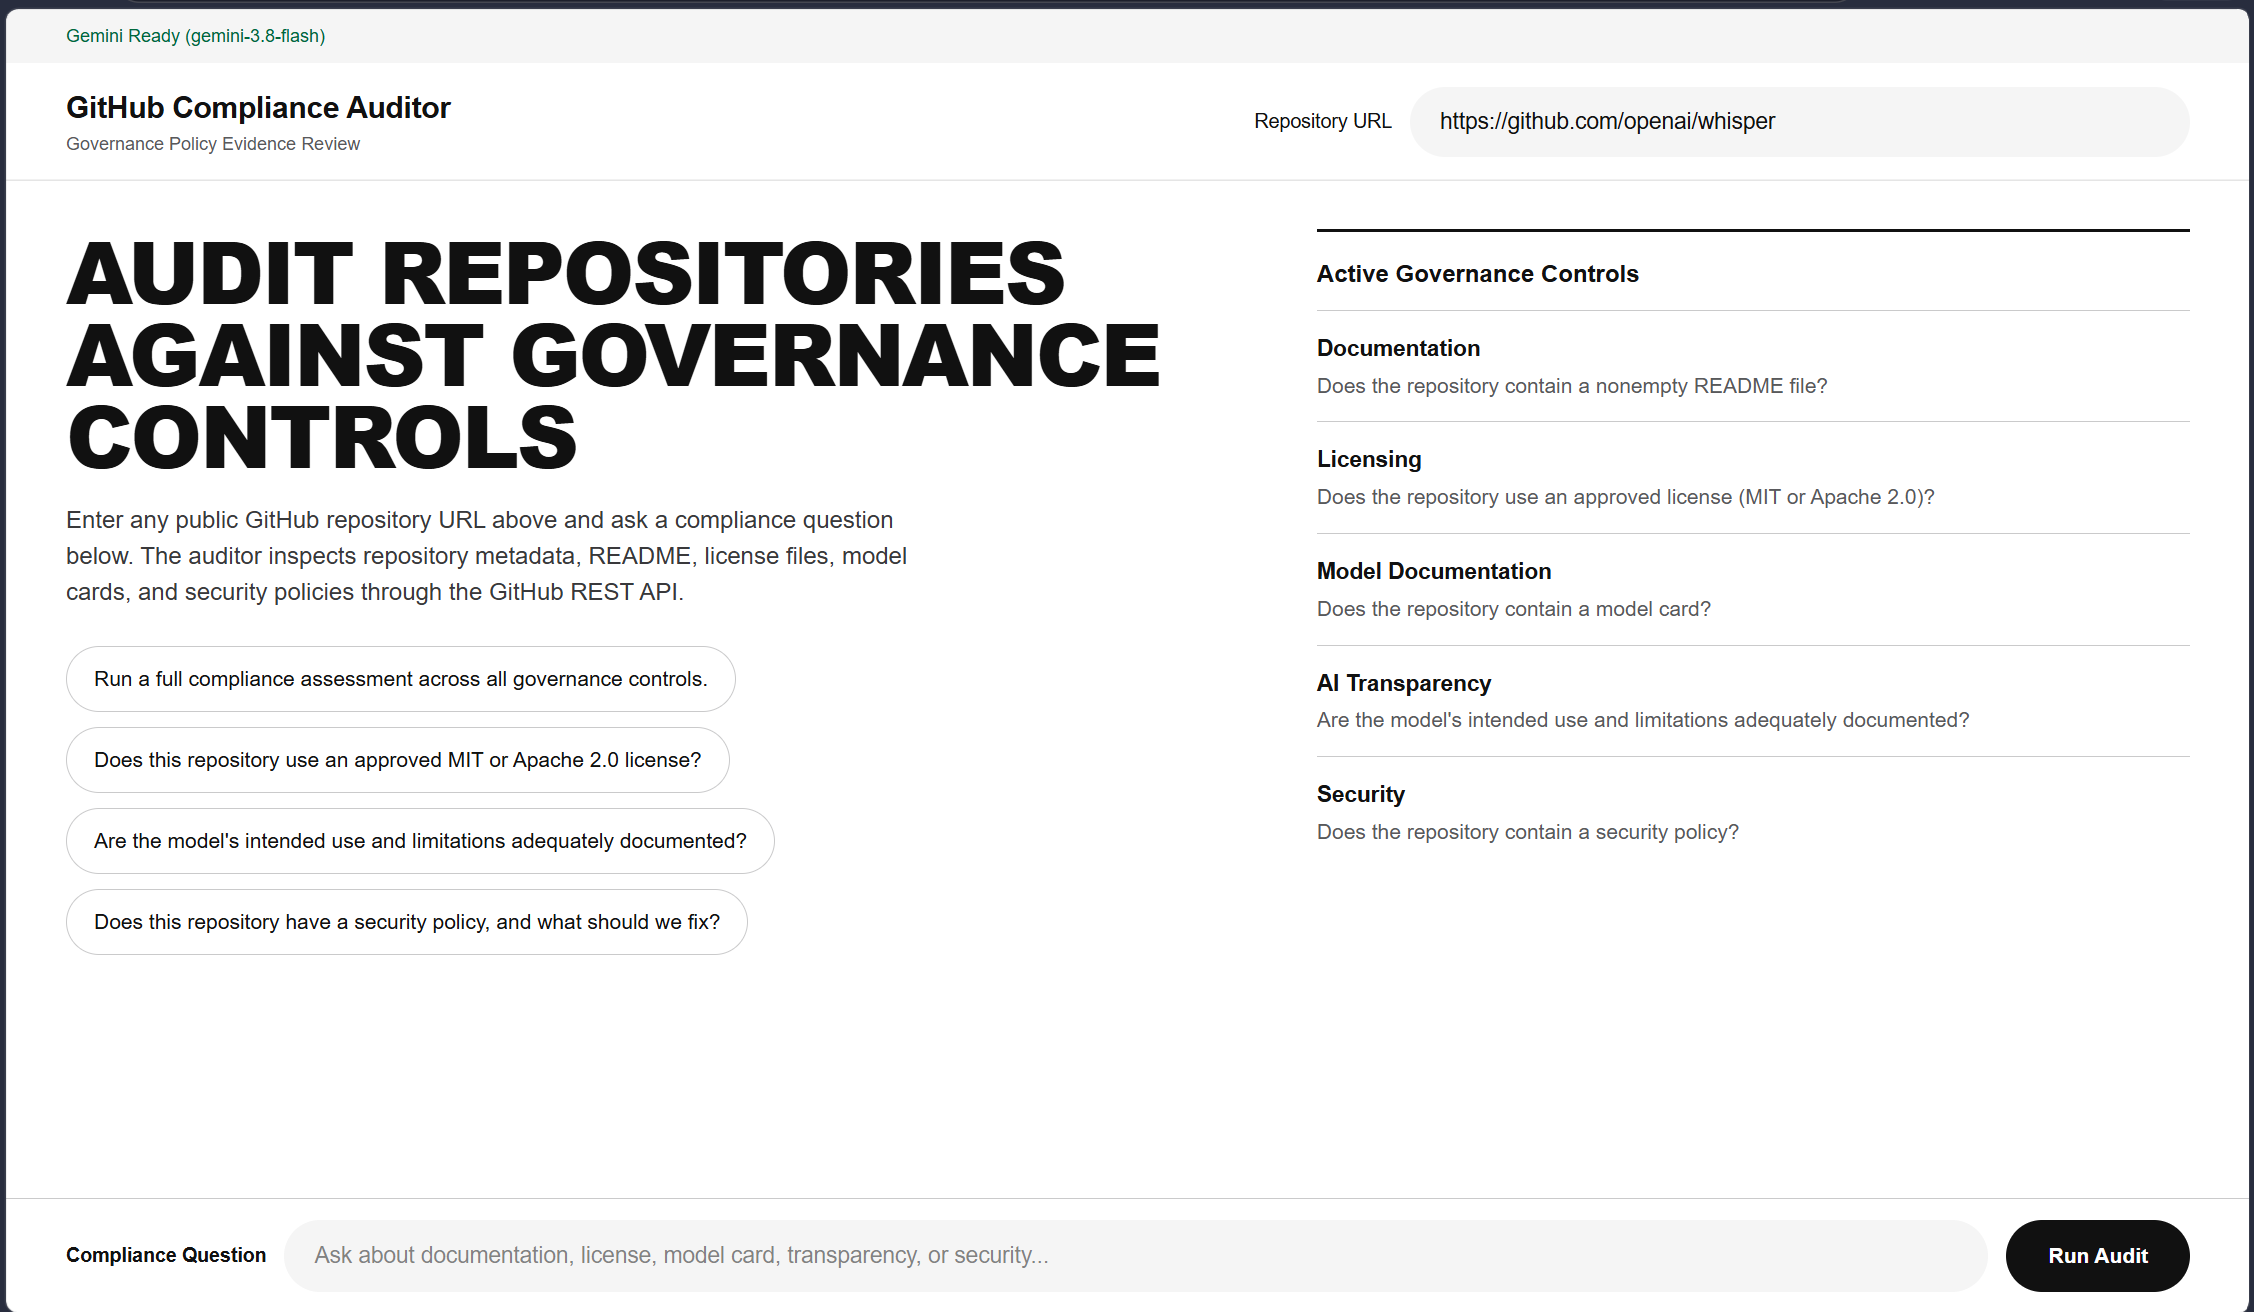 Gemini Ready (gemini-3.8-flash)
GitHub Compliance Auditor
Governance Policy Evidence Review
Repository URL
https://github.com/openai/whisper
AUDIT REPOSITORIES
AGAINST GOVERNANCE
CONTROLS
Enter any public GitHub repository URL above and ask a compliance question
below. The auditor inspects repository metadata, README, license files, model
cards, and security policies through the GitHub REST API.
Run a full compliance assessment across all governance controls.
Does this repository use an approved MIT or Apache 2.0 license?
Are the model's intended use and limitations adequately documented?
Does this repository have a security policy, and what should we fix?
Active Governance Controls
Documentation
Does the repository contain a nonempty README file?
Licensing
Does the repository use an approved license (MIT or Apache 2.0)?
Model Documentation
Does the repository contain a model card?
AI Transparency
Are the model's intended use and limitations adequately documented?
Security
Does the repository contain a security policy?
Compliance Question
Ask about documentation, license, model card, transparency, or security...
Run Audit